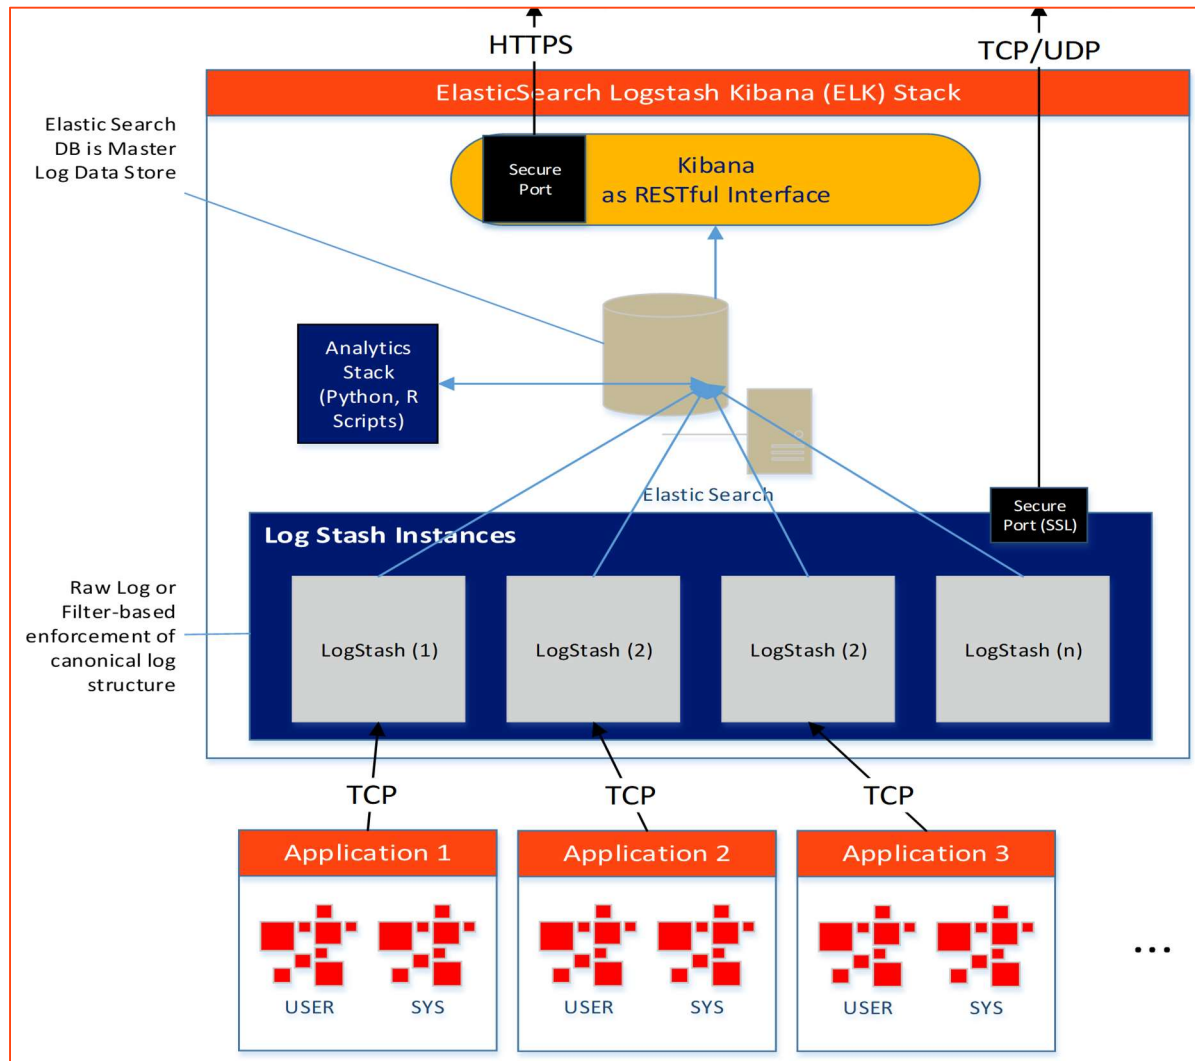 HTTPS
TCP/UDP
ElasticSearch Logstash Kibana (ELK) Stack
Elastic Search
DB is Master
Log Data Store
Secure
Port
Kibana
as RESTful Interface
Analytics
Stack
(Python, R
Scripts)
Elastic Search
Secure
Port (SSL)
Log Stash Instances
Raw Log or
Filter-based
enforcement of
canonical log
structure
LogStash (1)
LogStash (2)
LogStash (2)
LogStash (n)
TCP
TCP
TCP
Application 1
Application 2
Application 3
USER
SYS
USER
SYS
USER
SYS
...